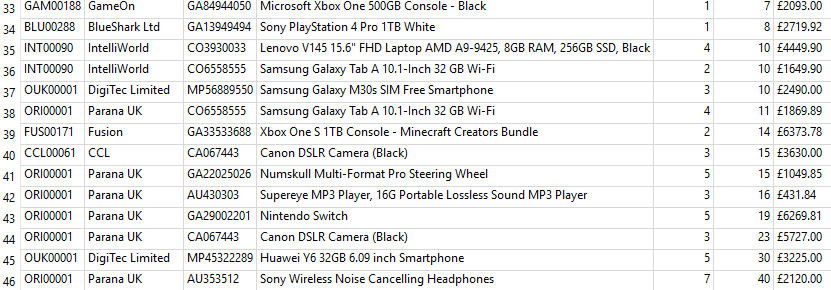 33 GAM00188 GameOn GA84944050 Microsoft Xbox One 500GB Console - Black 1 7 £2093.00
34 BLU00288 BlueShark Ltd GA13949494 Sony PlayStation 4 Pro 1TB White 1 8 £2719.92
35 INT00090 IntelliWorld CO3930033 Lenovo V145 15.6" FHD Laptop AMD A9-9425, 8GB RAM, 256GB SSD, Black 4 10 £4449.90
36 INT00090 IntelliWorld CO6558555 Samsung Galaxy Tab A 10.1-Inch 32 GB Wi-Fi 2 10 £1649.90
37 OUK00001 DigiTec Limited MP56889550 Samsung Galaxy M30s SIM Free Smartphone 3 10 £2490.00
38 ORI00001 Parana UK CO6558555 Samsung Galaxy Tab A 10.1-Inch 32 GB Wi-Fi 4 11 £1869.89
39 FUS00171 Fusion GA33533688 Xbox One S 1TB Console - Minecraft Creators Bundle 2 14 £6373.78
40 CCL00061 CCL CA067443 Canon DSLR Camera (Black) 3 15 £3630.00
41 ORI00001 Parana UK GA22025026 Numskull Multi-Format Pro Steering Wheel 5 15 £1049.85
42 ORI00001 Parana UK AU430303 Supereye MP3 Player, 16G Portable Lossless Sound MP3 Player 3 16 £431.84
43 ORI00001 Parana UK GA29002201 Nintendo Switch 5 19 £6269.81
44 ORI00001 Parana UK CA067443 Canon DSLR Camera (Black) 3 23 £5727.00
45 OUK00001 DigiTec Limited MP45322289 Huawei Y6 32GB 6.09 inch Smartphone 5 30 £3225.00
46 ORI00001 Parana UK AU353512 Sony Wireless Noise Cancelling Headphones 7 40 £2120.00